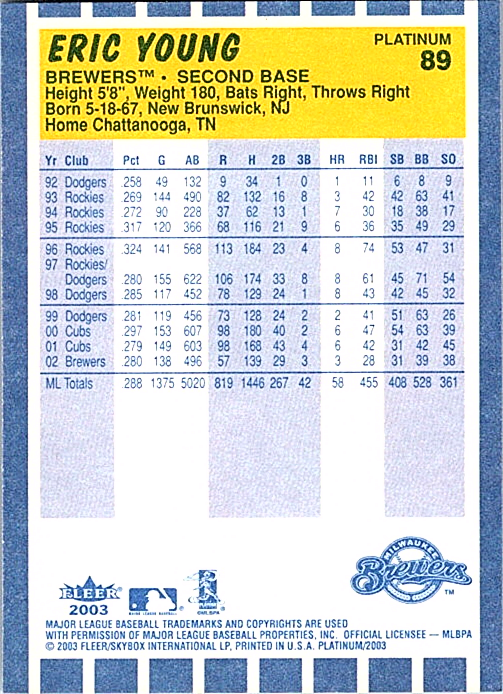 ERIC YOUNG
PLATINUM
89
BREWERS™ · SECOND BASE
Height 5'8", Weight 180, Bats Right, Throws Right
Born 5-18-67, New Brunswick, NJ
Home Chattanooga, TN
Yr Club Pct G AB R H 2B 3B HR RBI SB BB SO
92 Dodgers .258 49 132 9 34 1 0 1 11 6 8 9
93 Rockies .269 144 490 82 132 16 8 3 42 42 63 41
94 Rockies .272 90 228 37 62 13 1 7 30 18 38 17
95 Rockies .317 120 366 68 116 21 9 6 36 35 49 29
96 Rockies .324 141 568 113 184 23 4 8 74 53 47 31
97 Rockies/
Dodgers .280 155 622 106 174 33 8 8 61 45 71 54
98 Dodgers .285 117 452 78 129 24 1 8 43 42 45 32
99 Dodgers .281 119 456 73 128 24 2 2 41 51 63 26
00 Cubs .297 153 607 98 180 40 2 6 47 54 63 39
01 Cubs .279 149 603 98 168 43 4 6 42 31 42 45
02 Brewers .280 138 496 57 139 29 3 3 28 31 39 38
ML Totals .288 1375 5020 819 1446 267 42 58 455 408 528 361
MILWAUKEE
Brewers
™
FLEER
2003
MAJOR LEAGUE BASEBALL
©MLBPA
MAJOR LEAGUE BASEBALL TRADEMARKS AND COPYRIGHTS ARE USED
WITH PERMISSION OF MAJOR LEAGUE BASEBALL PROPERTIES, INC. OFFICIAL LICENSEE — MLBPA
© 2003 FLEER/SKYBOX INTERNATIONAL LP, PRINTED IN U.S.A. PLATINUM/2003